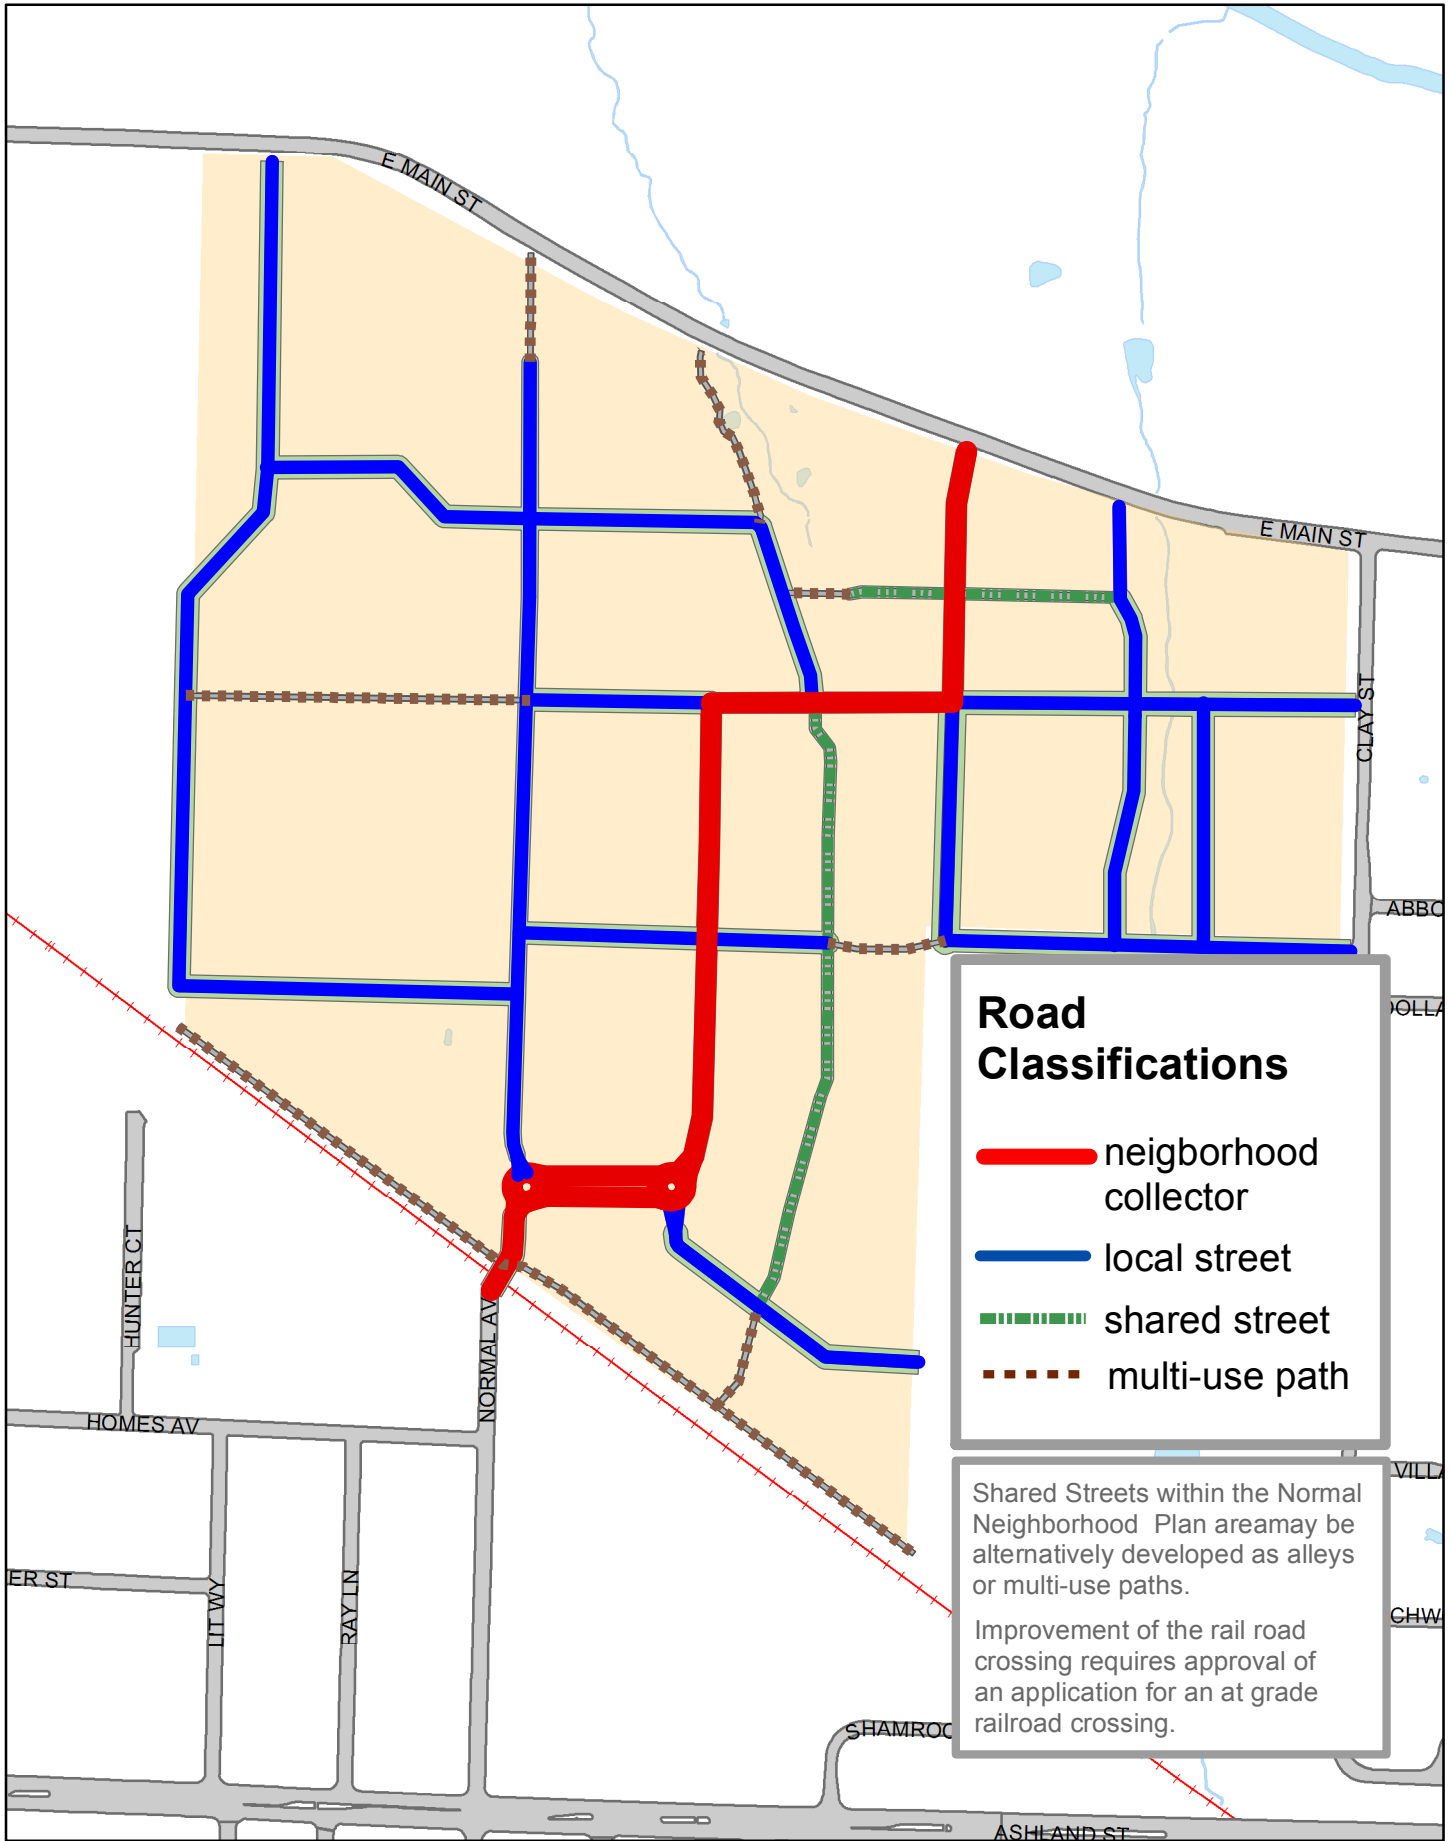 E MAIN ST
E MAIN ST
CLAY ST
ABBO
OLLA
Road
Classifications
neigborhood
collector
local street
shared street
multi-use path
HUNTER CT
NORMAL AV
HOMES AV
VILLA
Shared Streets within the Normal
Neighborhood Plan areamay be
alternatively developed as alleys
or multi-use paths.
ER ST
LIT WY
RAY LN
CHW
Improvement of the rail road
crossing requires approval of
an application for an at grade
railroad crossing.
SHAMROC
ASHLAND ST